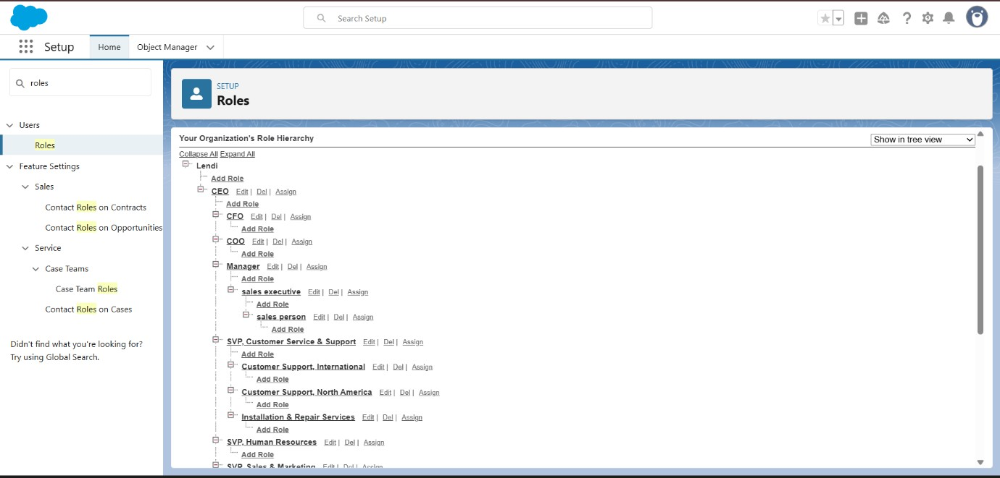 Search Setup
Setup
Home
Object Manager
roles
Users
Roles
Feature Settings
Sales
Contact Roles on Contracts
Contact Roles on Opportunities
Service
Case Teams
Case Team Roles
Contact Roles on Cases
Didn't find what you're looking for?
Try using Global Search.
SETUP
Roles
Your Organization's Role Hierarchy
Show in tree view
Collapse All Expand All
Lendi
Add Role
CEO Edit | Del | Assign
Add Role
CFO Edit | Del | Assign
Add Role
COO Edit | Del | Assign
Add Role
Manager Edit | Del | Assign
Add Role
sales executive Edit | Del | Assign
Add Role
sales person Edit | Del | Assign
Add Role
SVP, Customer Service & Support Edit | Del | Assign
Add Role
Customer Support, International Edit | Del | Assign
Add Role
Customer Support, North America Edit | Del | Assign
Add Role
Installation & Repair Services Edit | Del | Assign
Add Role
SVP, Human Resources Edit | Del | Assign
Add Role
SVP, Sales & Marketing Edit | Del | Assign